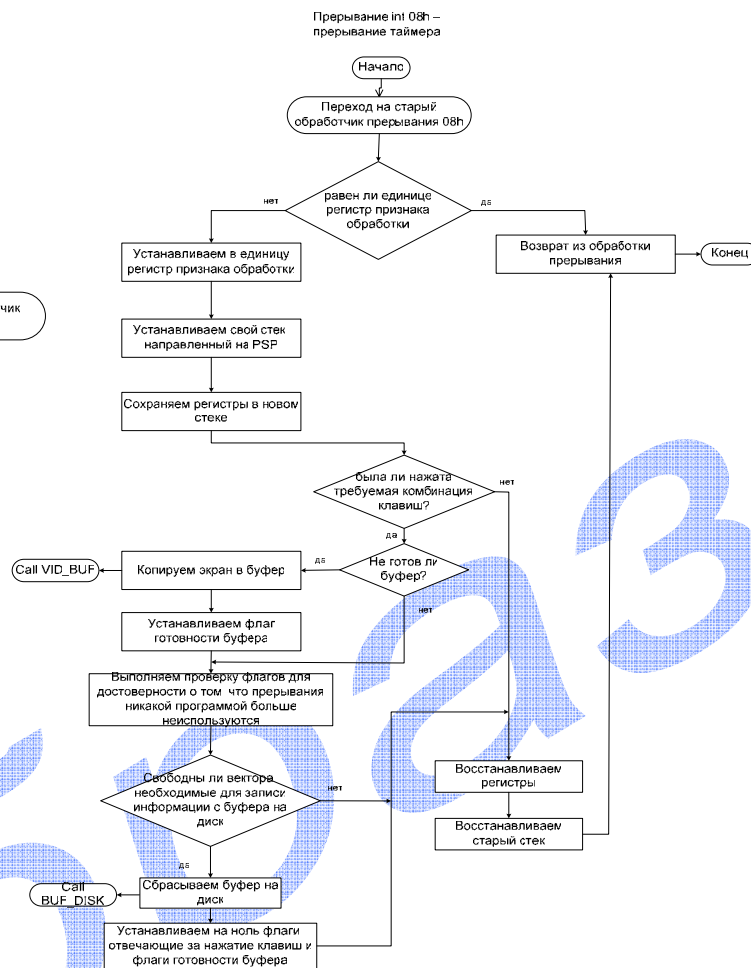 Прерывание int 08h –
прерывание таймера
Начало
Переход на старый
обработчик прерывания 08h
равен ли единице
регистр признака
обработки
нет
да
Устанавливаем в единицу
регистр признака обработки
Возврат из обработки
прерывания
Конец
чик
Устанавливаем свой стек
направленный на PSP
Сохраняем регистры в новом
стеке
была ли нажата
требуемая комбинация
клавиш?
нет
да
Не готов ли
буфер?
да
нет
Копируем экран в буфер
Call VID_BUF
Устанавливаем флаг
готовности буфера
Выполняем проверку флагов для
достоверности о том что прерывания
никакой программой больше
неиспользуются
Свободны ли вектора
необходимые для записи
информации с буфера на
диск
нет
да
Восстанавливаем
регистры
Восстанавливаем
старый стек
Сбрасываем буфер на
диск
Call
BUF_DISK
Устанавливаем на ноль флаги
отвечающие за нажатие клавиш и
флаги готовности буфера